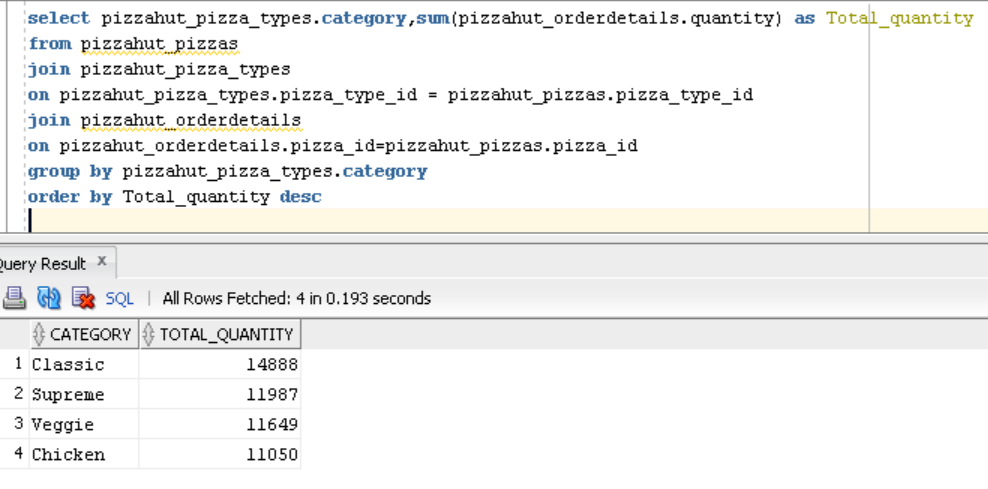 select pizzahut_pizza_types.category,sum(pizzahut_orderdetails.quantity) as Total_quantity
from pizzahut_pizzas
join pizzahut_pizza_types
on pizzahut_pizza_types.pizza_type_id = pizzahut_pizzas.pizza_type_id
join pizzahut_orderdetails
on pizzahut_orderdetails.pizza_id=pizzahut_pizzas.pizza_id
group by pizzahut_pizza_types.category
order by Total_quantity desc
Query Result x
SQL | All Rows Fetched: 4 in 0.193 seconds
CATEGORY TOTAL_QUANTITY
1 Classic 14888
2 Supreme 11987
3 Veggie 11649
4 Chicken 11050